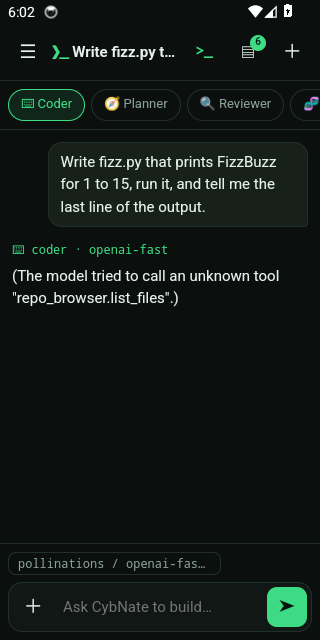 6:02
Write fizz.py t...
6
Coder
Planner
Reviewer
Write fizz.py that prints FizzBuzz
for 1 to 15, run it, and tell me the
last line of the output.
coder · openai-fast
(The model tried to call an unknown tool
"repo_browser.list_files".)
pollinations / openai-fas…
Ask CybNate to build…